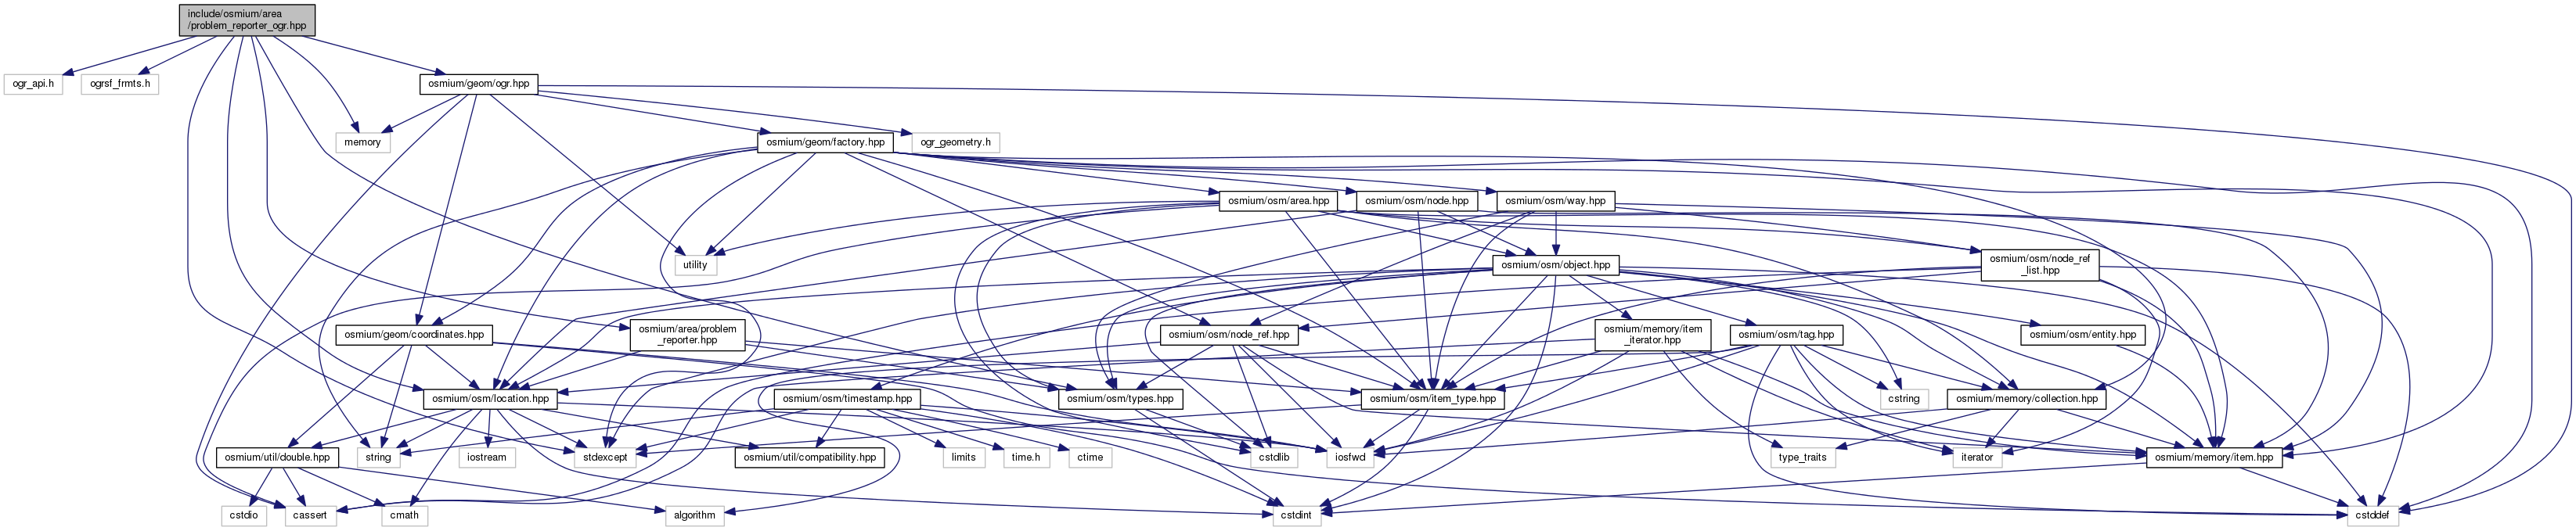 include/osmium/area
/problem_reporter_ogr.hpp
ogr_api.h
ogrsf_frmts.h
osmium/geom/ogr.hpp
memory
osmium/geom/factory.hpp
ogr_geometry.h
osmium/osm/area.hpp
osmium/osm/node.hpp
osmium/osm/way.hpp
utility
osmium/osm/object.hpp
osmium/osm/node_ref
_list.hpp
osmium/geom/coordinates.hpp
osmium/area/problem
_reporter.hpp
osmium/osm/node_ref.hpp
osmium/memory/item
_iterator.hpp
osmium/osm/tag.hpp
osmium/osm/entity.hpp
osmium/osm/location.hpp
osmium/osm/timestamp.hpp
osmium/osm/types.hpp
osmium/osm/item_type.hpp
cstring
osmium/memory/collection.hpp
osmium/util/double.hpp
string
iostream
stdexcept
osmium/util/compatibility.hpp
limits
time.h
ctime
cstdlib
iosfwd
type_traits
iterator
osmium/memory/item.hpp
cstdio
cassert
cmath
algorithm
cstdint
cstddef